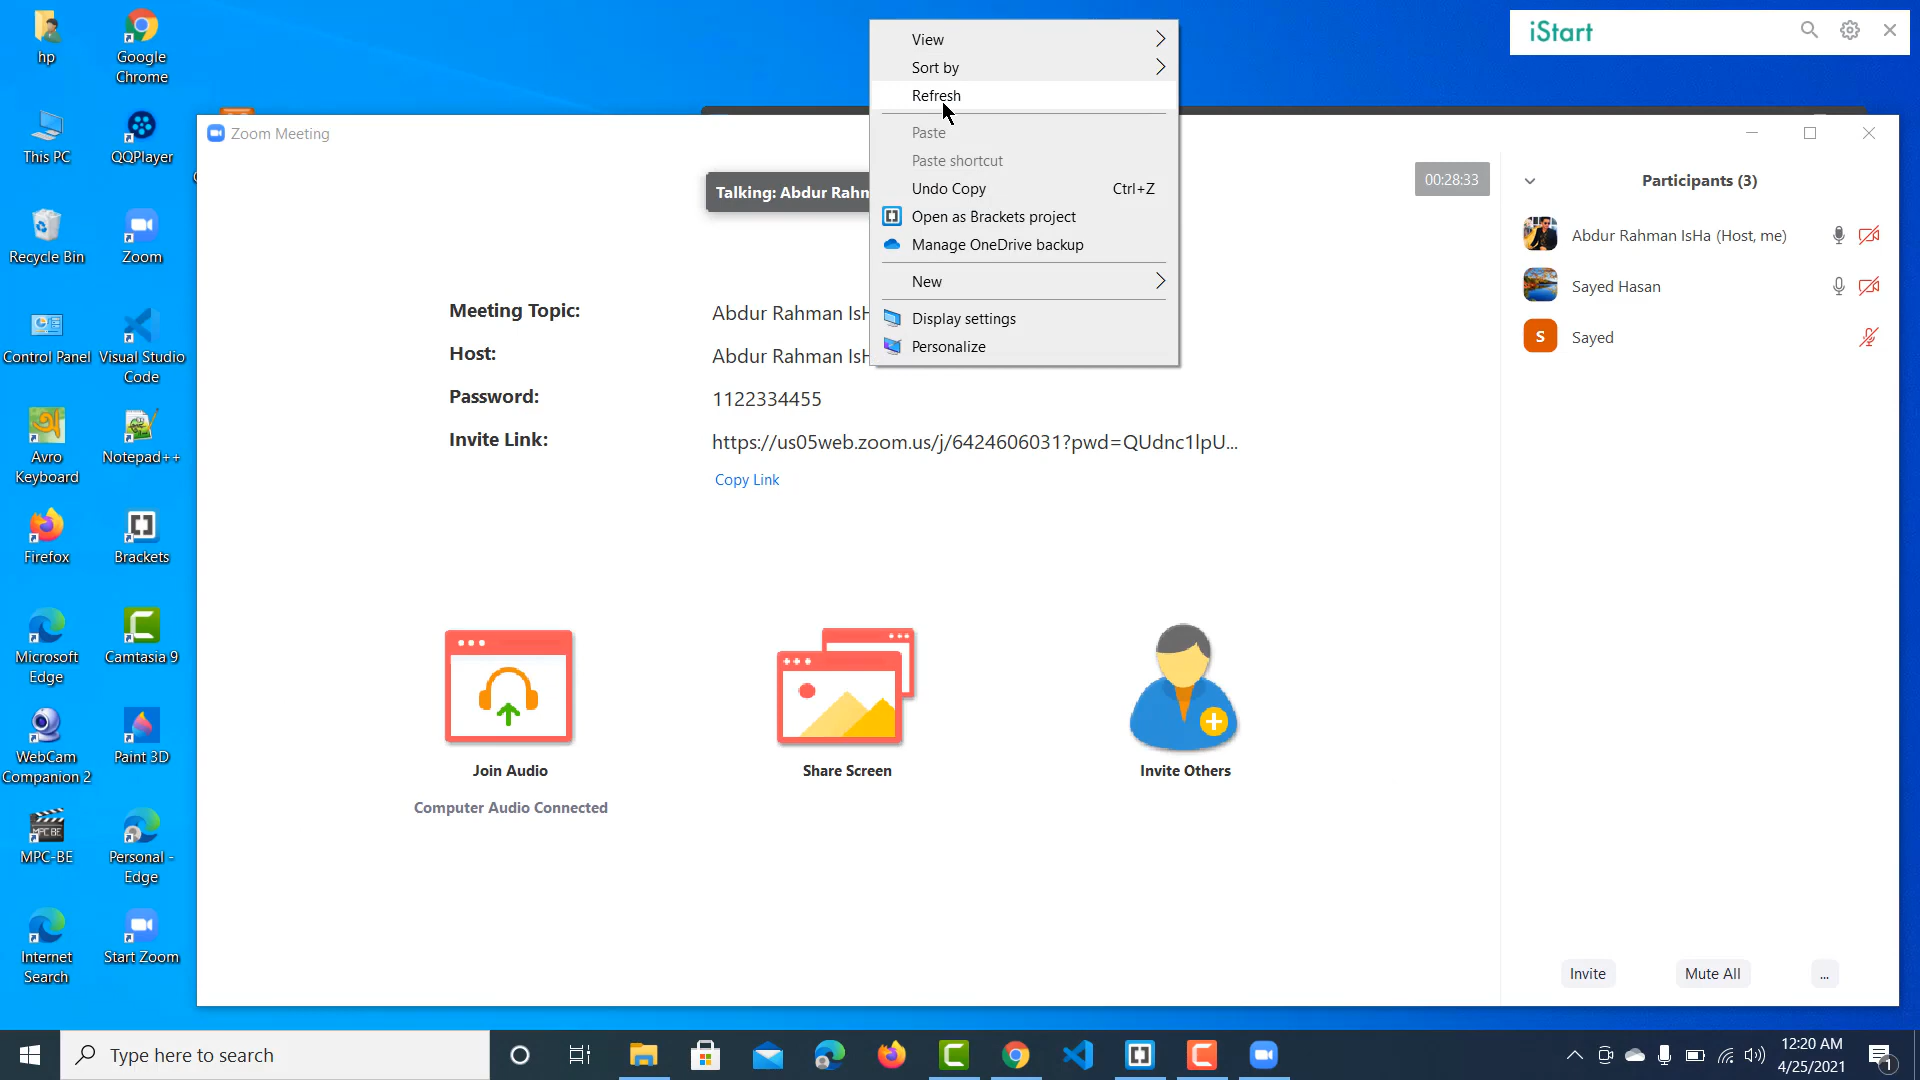 hp
Google
Chrome
This PC
QQPlayer
Recycle Bin
Zoom
Control Panel
Visual Studio
Code
Avro
Keyboard
Notepad++
Firefox
Brackets
Microsoft
Edge
Camtasia 9
WebCam
Companion 2
Paint 3D
MPC-BE
MPC-BE
Personal -
Edge
Internet
Search
Start Zoom
iStart
Zoom Meeting
Talking: Abdur Rahm
00:28:33
View
Sort by
Refresh
Paste
Paste shortcut
Undo Copy Ctrl+Z
Open as Brackets project
Manage OneDrive backup
New
Display settings
Personalize
Meeting Topic: Abdur Rahman IsH
Host: Abdur Rahman IsH
Password: 1122334455
Invite Link: https://us05web.zoom.us/j/6424606031?pwd=QUdnc1lpU...
Copy Link
Join Audio
Computer Audio Connected
Share Screen
Invite Others
Participants (3)
Abdur Rahman IsHa (Host, me)
Sayed Hasan
S Sayed
Invite
Mute All
...
Type here to search
12:20 AM
4/25/2021
1